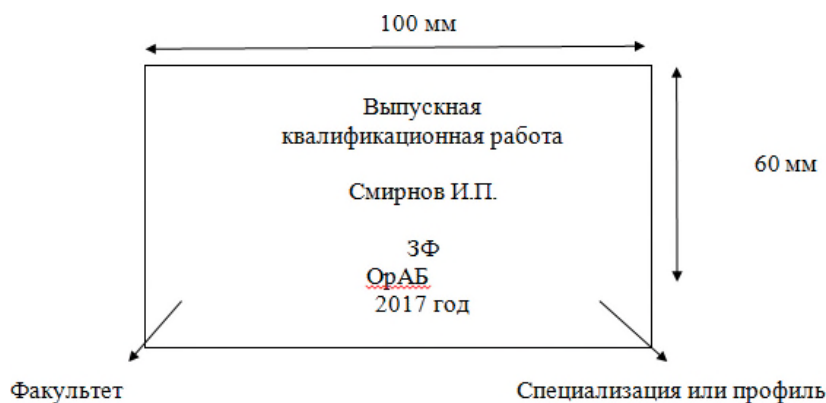 100 мм
Выпускная
квалификационная работа
60 мм
Смирнов И.П.
ЗФ
ОрАБ
2017 год
Факультет
Специализация или профиль